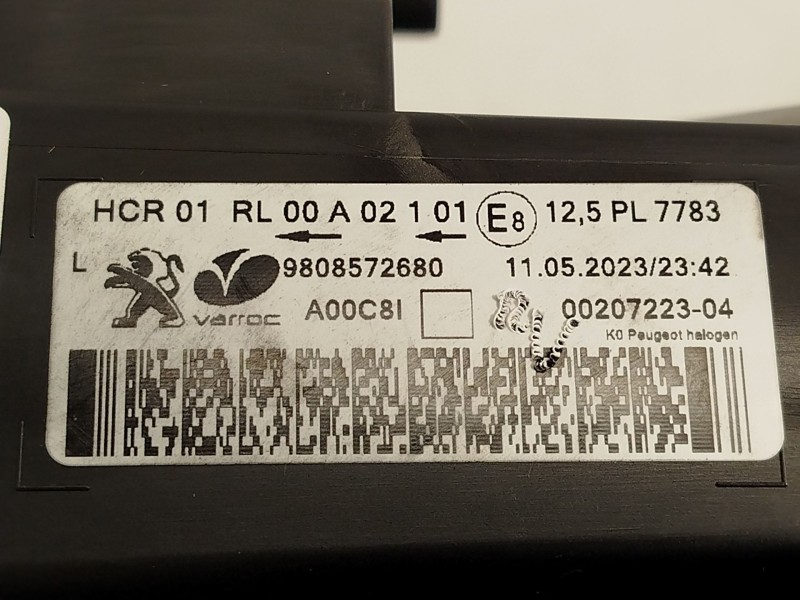 HCR 01 RL 00 A 02 1 01 E8 12,5 PL 7783
L 9808572680 11.05.2023/23:42
varroc A00C8I 00207223-04
K0 Peugeot halogen